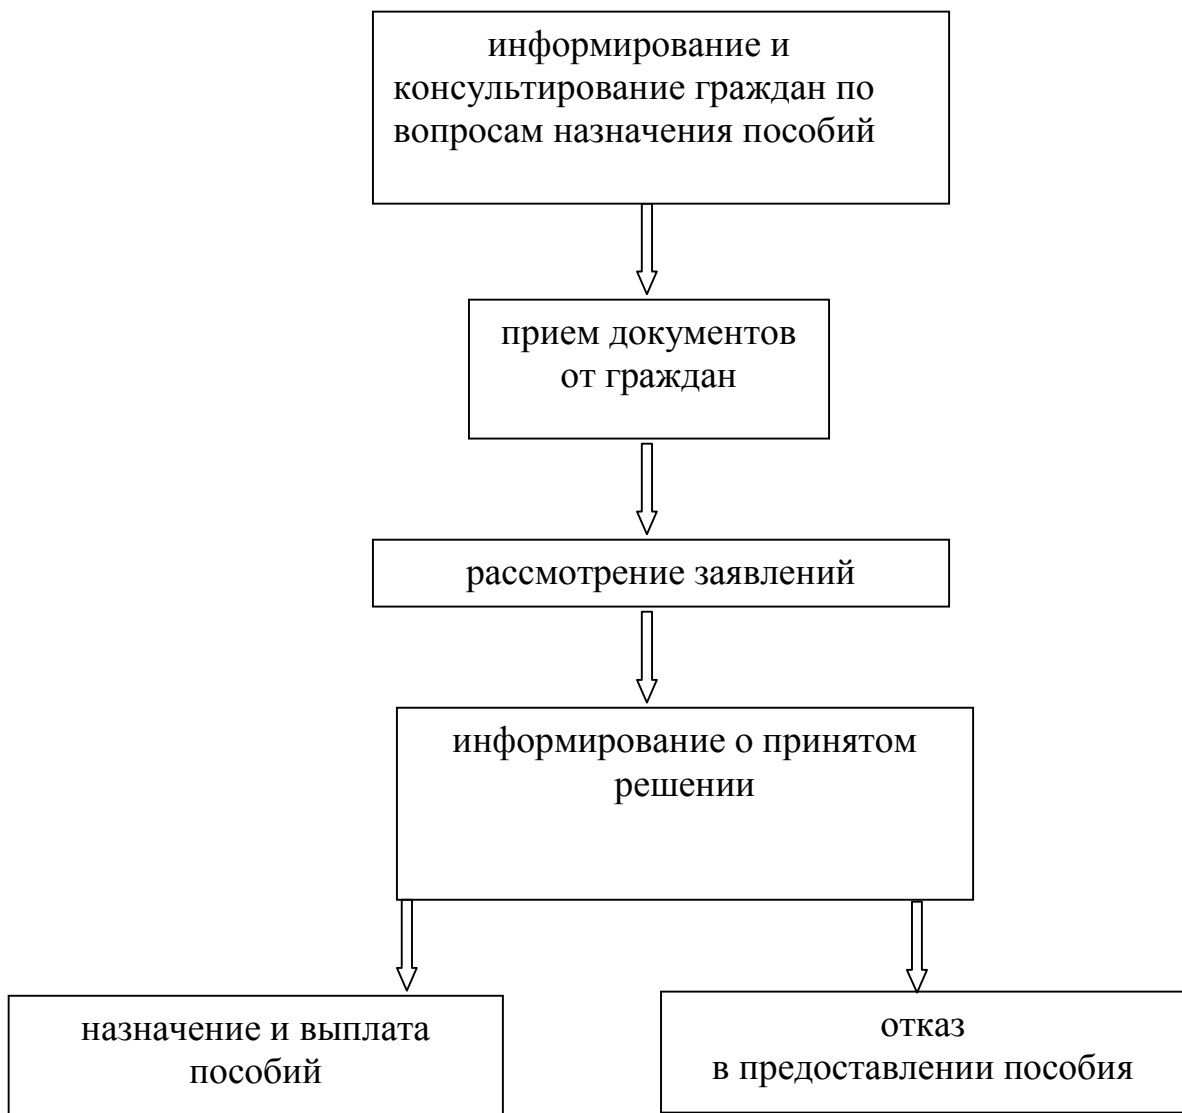 информирование и
консультирование граждан по
вопросам назначения пособий
прием документов
от граждан
рассмотрение заявлений
информирование о принятом
решении
назначение и выплата
пособий
отказ
в предоставлении пособия